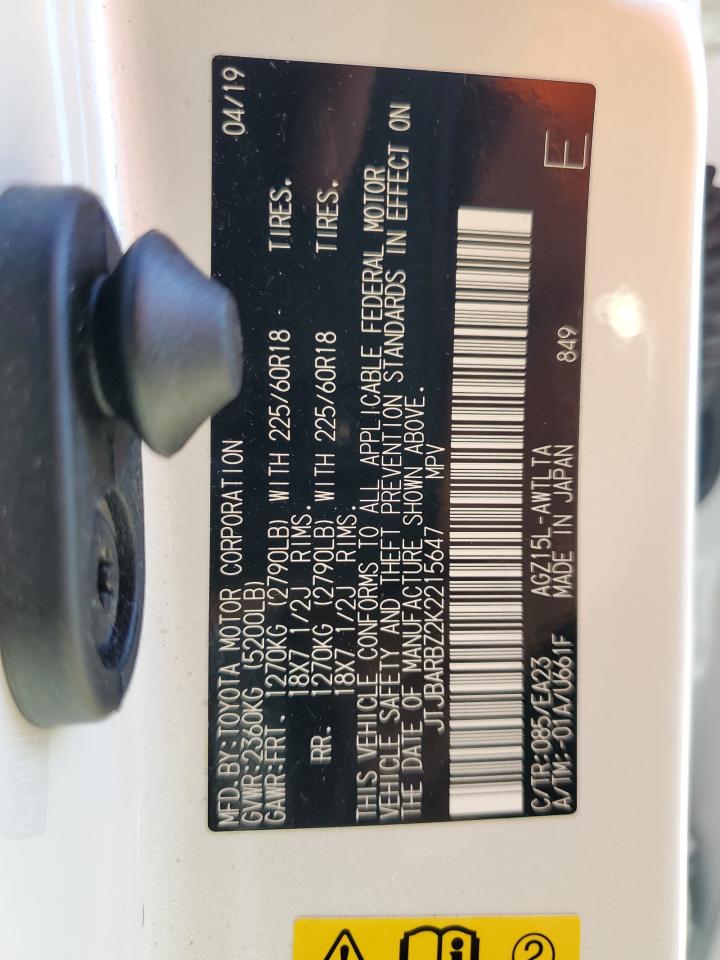 MFD.BY:TOYOTA MOTOR CORPORATION 04/19
GVWR:2360KG (5200LB)
GAWR:FRT. 1270KG (2790LB) WITH 225/60R18 TIRES.
18X7 1/2J RIMS.
RR. 1270KG (2790LB) WITH 225/60R18 TIRES.
18X7 1/2J RIMS.
THIS VEHICLE CONFORMS TO ALL APPLICABLE FEDERAL MOTOR
VEHICLE SAFETY AND THEFT PREVENTION STANDARDS IN EFFECT ON
THE DATE OF MANUFACTURE SHOWN ABOVE.
JTJBARBZ2K2215647 MPV
C/TR:085/EA23 AGZ15L-AWTLTA 849 E
A/TM:-01A/U661F MADE IN JAPAN
2